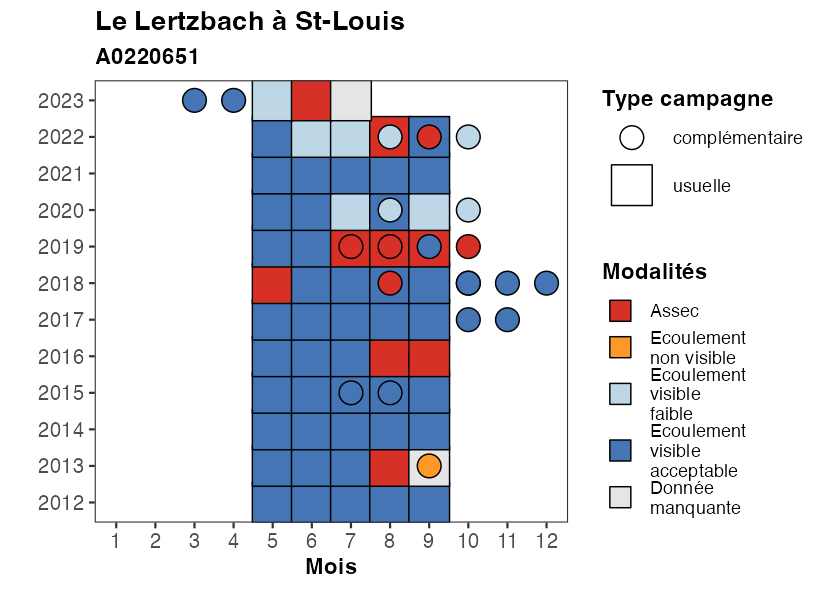 Le Lertzbach à St-Louis
A0220651
2023
2022
2021
2020
2019
2018
2017
2016
2015
2014
2013
2012
1 2 3 4 5 6 7 8 9 10 11 12
Mois
Type campagne
complémentaire
usuelle
Modalités
Assec
Ecoulement
non visible
Ecoulement
visible
faible
Ecoulement
visible
acceptable
Donnée
manquante